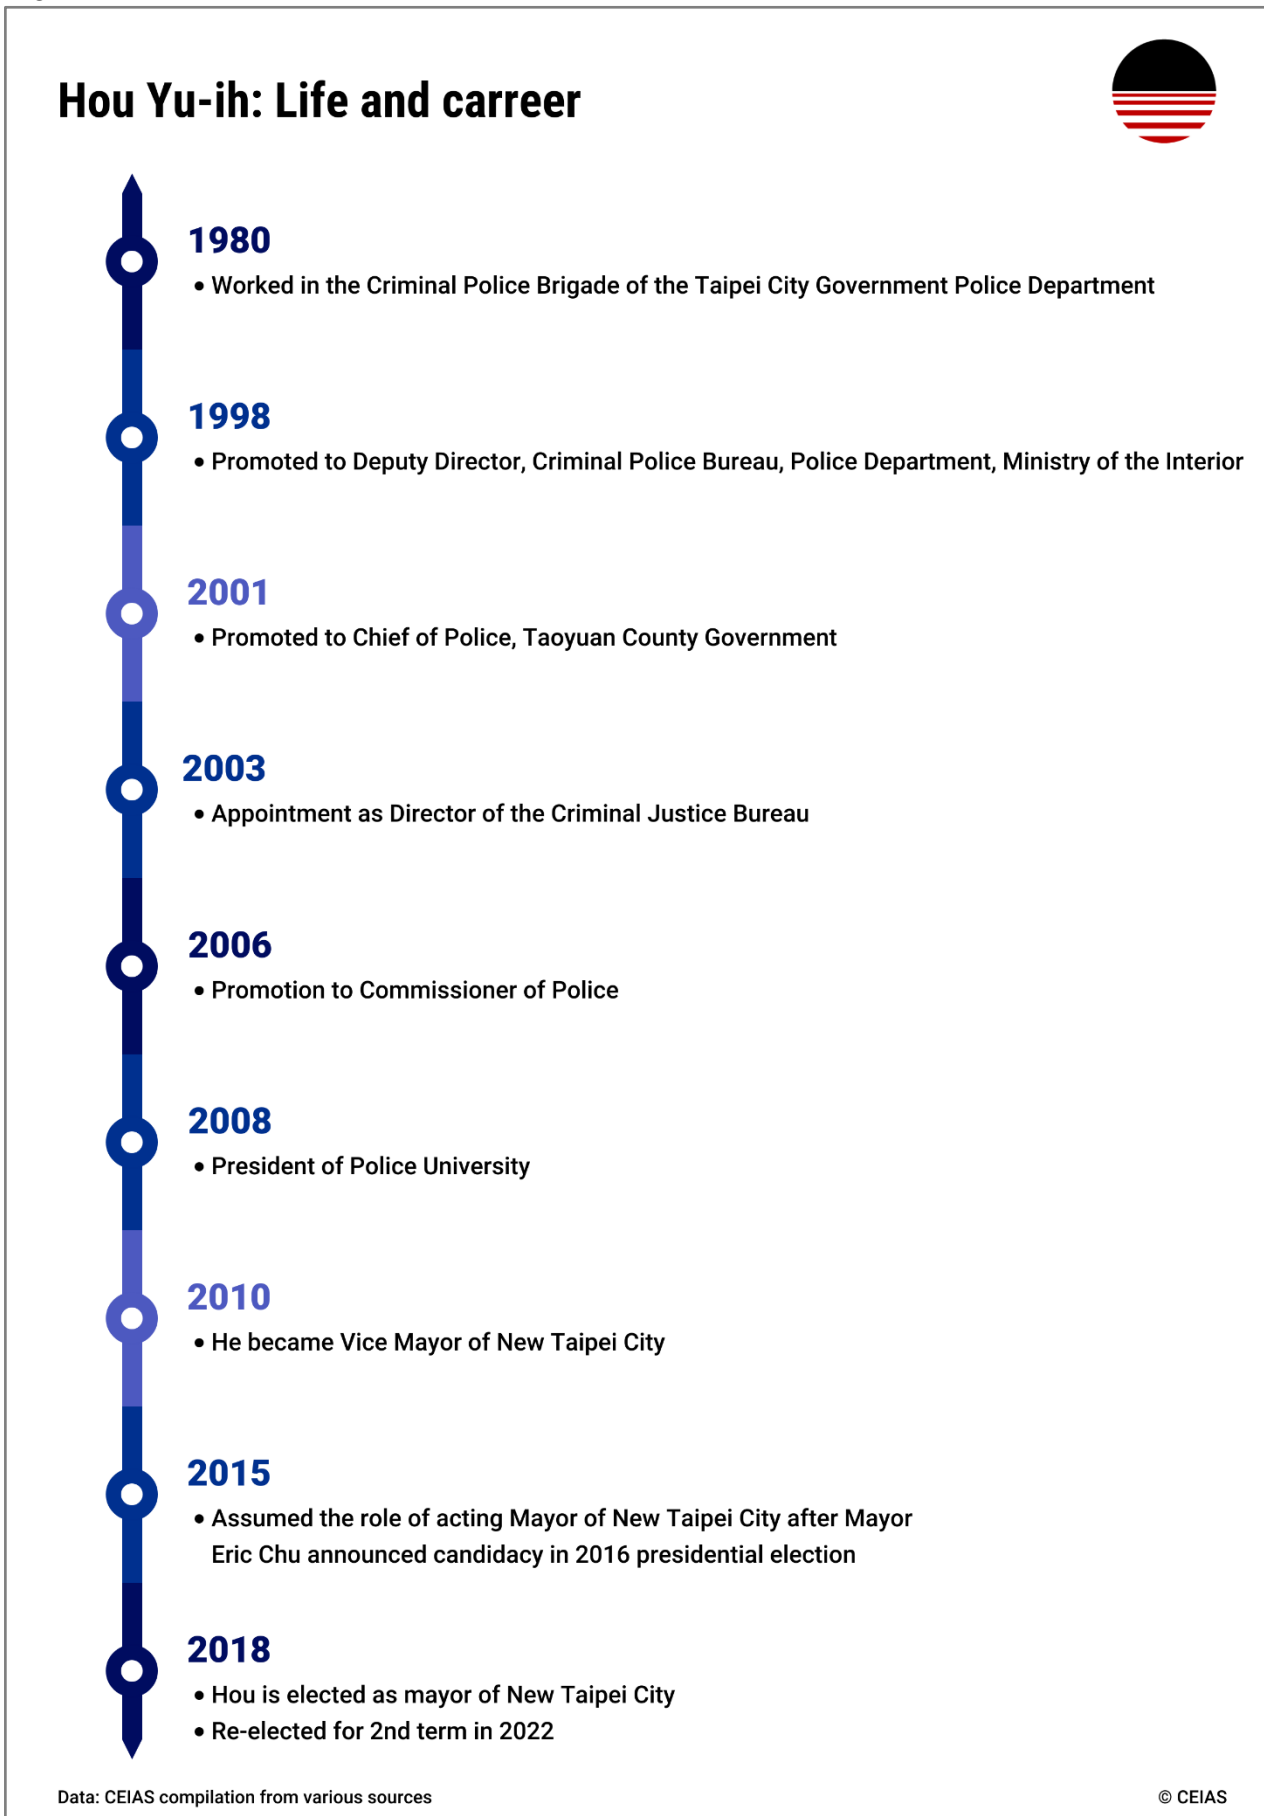 Hou Yu-ih: Life and carreer
1980
• Worked in the Criminal Police Brigade of the Taipei City Government Police Department
1998
• Promoted to Deputy Director, Criminal Police Bureau, Police Department, Ministry of the Interior
2001
• Promoted to Chief of Police, Taoyuan County Government
2003
• Appointment as Director of the Criminal Justice Bureau
2006
• Promotion to Commissioner of Police
2008
• President of Police University
2010
• He became Vice Mayor of New Taipei City
2015
• Assumed the role of acting Mayor of New Taipei City after Mayor
Eric Chu announced candidacy in 2016 presidential election
2018
• Hou is elected as mayor of New Taipei City
• Re-elected for 2nd term in 2022
Data: CEIAS compilation from various sources
© CEIAS